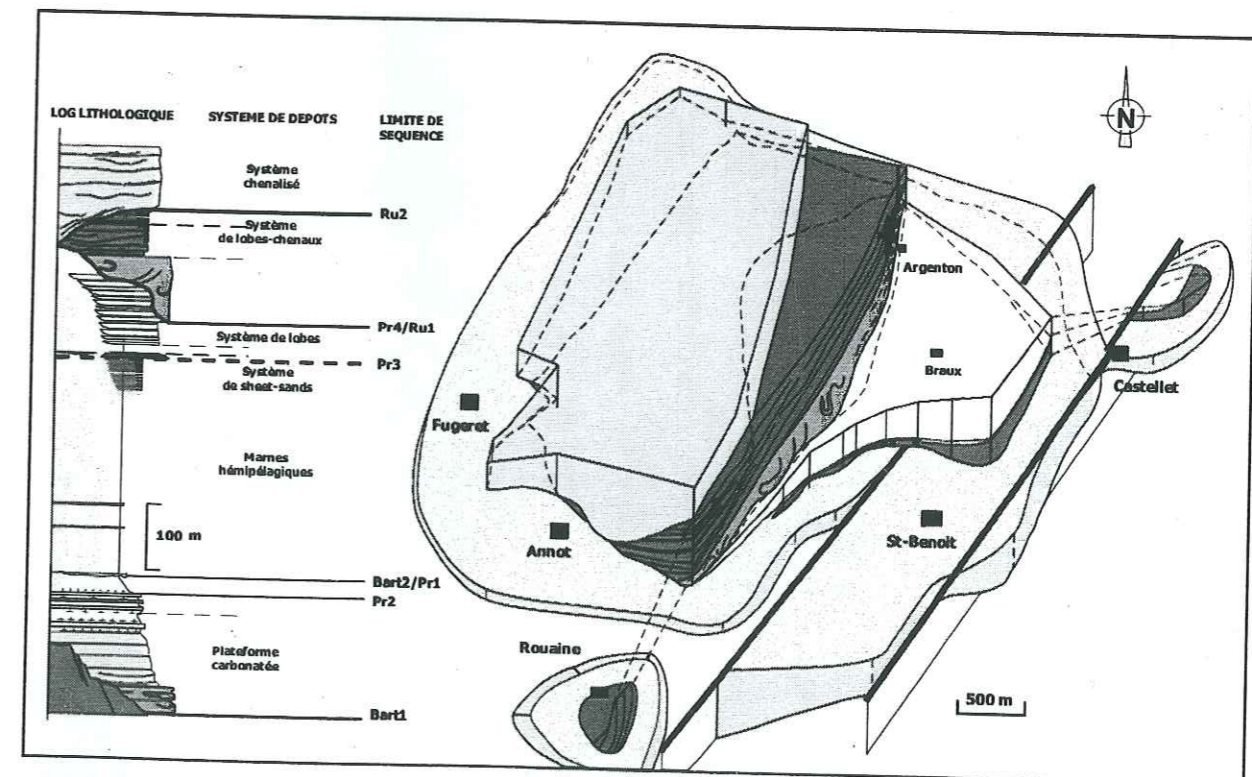 LOG LITHOLOGIQUE
SYSTEME DE DEPOTS
LIMITE DE
SEQUENCE
Système
chenalisé
Ru2
Système
de lobes-chenaux
Pr4/Ru1
Système de lobes
Pr3
Système
de sheet-sands
Marnes
hémipélagiques
100 m
Bart2/Pr1
Pr2
Plateforme
carbonatée
Bart1
N
Argenton
Braux
Castellet
Fugeret
Annot
St-Benoit
Rouaine
500 m